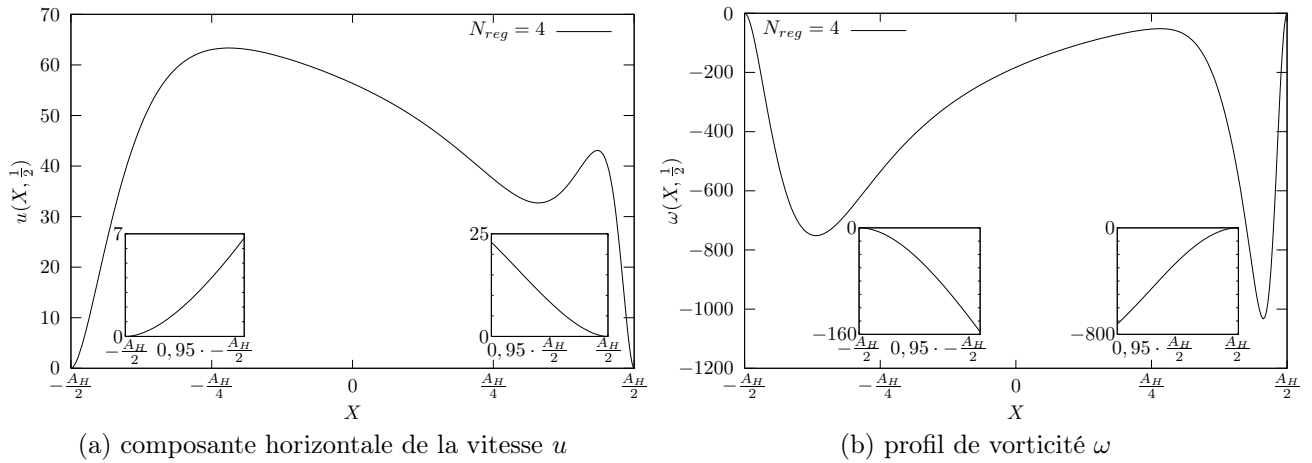 70
60
50
40
30
20
10
0
u(X, 1/2)
N_{reg} = 4
7
0
−A_H/2 0,95 · −A_H/2
25
0
0,95 · A_H/2 A_H/2
−A_H/2 −A_H/4 0 A_H/4 A_H/2
X
(a) composante horizontale de la vitesse u
0
−200
−400
−600
−800
−1000
−1200
ω(X, 1/2)
N_{reg} = 4
0
−160
−A_H/2 0,95 · −A_H/2
0
−800
0,95 · A_H/2 A_H/2
−A_H/2 −A_H/4 0 A_H/4 A_H/2
X
(b) profil de vorticité ω